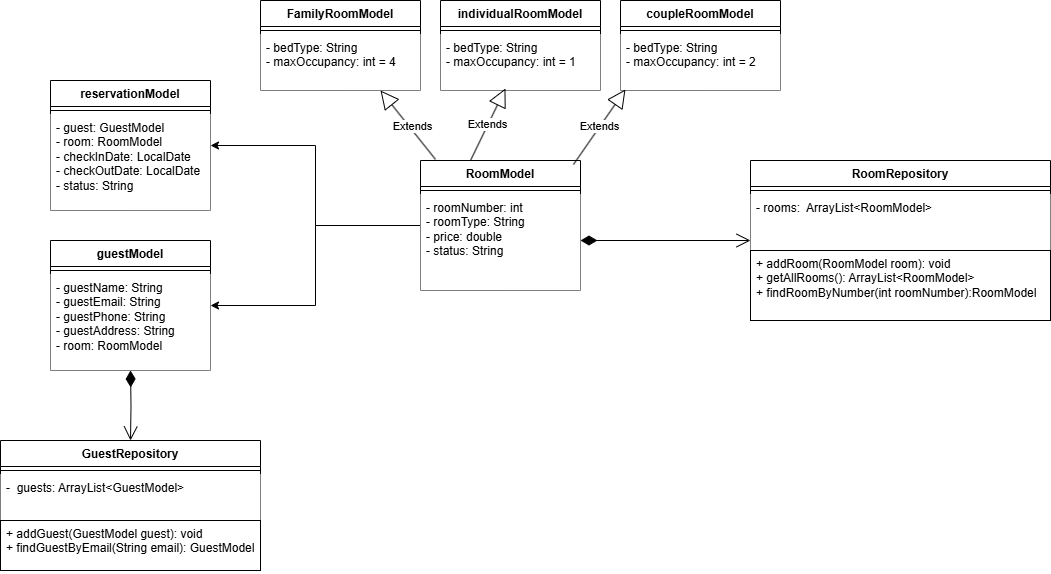 FamilyRoomModel
- bedType: String
- maxOccupancy: int = 4
individualRoomModel
- bedType: String
- maxOccupancy: int = 1
coupleRoomModel
- bedType: String
- maxOccupancy: int = 2
reservationModel
- guest: GuestModel
- room: RoomModel
- checkInDate: LocalDate
- checkOutDate: LocalDate
- status: String
Extends
Extends
Extends
RoomModel
- roomNumber: int
- roomType: String
- price: double
- status: String
RoomRepository
- rooms: ArrayList<RoomModel>
+ addRoom(RoomModel room): void
+ getAllRooms(): ArrayList<RoomModel>
+ findRoomByNumber(int roomNumber):RoomModel
guestModel
- guestName: String
- guestEmail: String
- guestPhone: String
- guestAddress: String
- room: RoomModel
GuestRepository
- guests: ArrayList<GuestModel>
+ addGuest(GuestModel guest): void
+ findGuestByEmail(String email): GuestModel